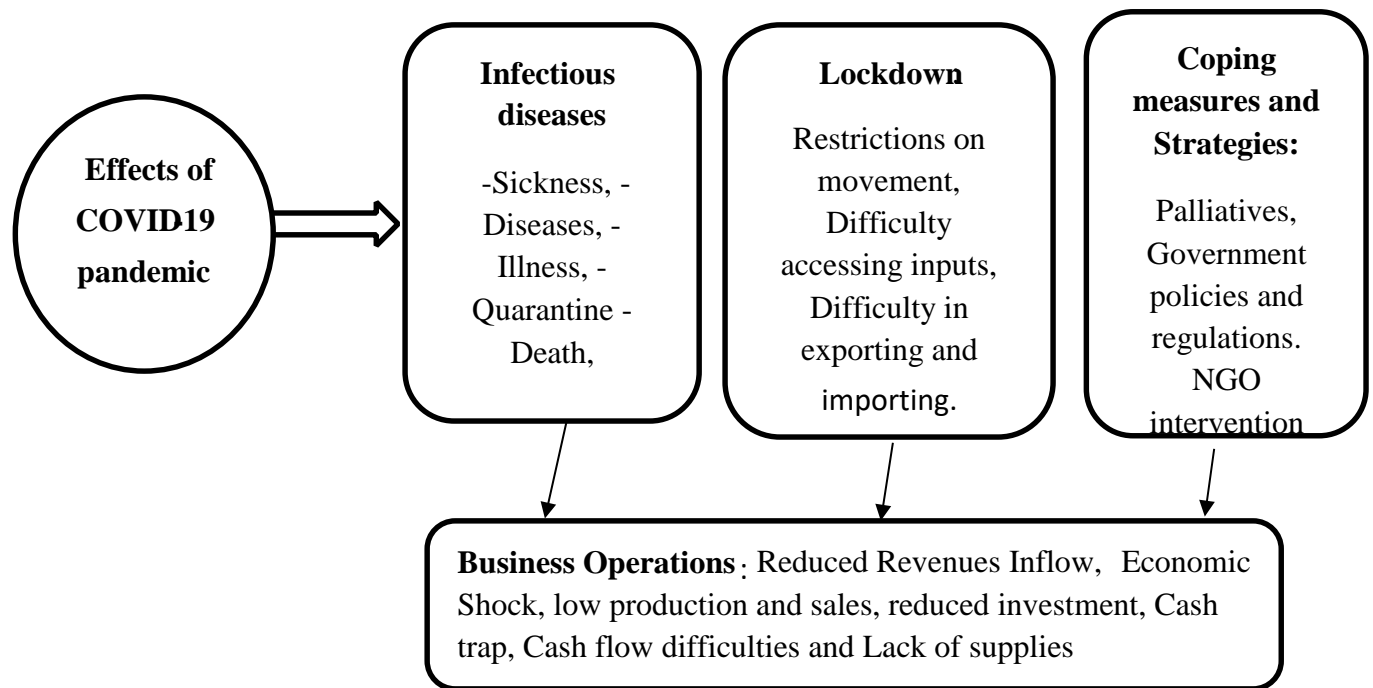 Effects of
COVID-19
pandemic
Infectious
diseases
-Sickness, -
Diseases, -
Illness, -
Quarantine -
Death,
Lockdown
Restrictions on
movement,
Difficulty
accessing inputs,
Difficulty in
exporting and
importing.
Coping
measures and
Strategies:
Palliatives,
Government
policies and
regulations.
NGO
intervention
Business Operations : Reduced Revenues Inflow, Economic
Shock, low production and sales, reduced investment, Cash
trap, Cash flow difficulties and Lack of supplies